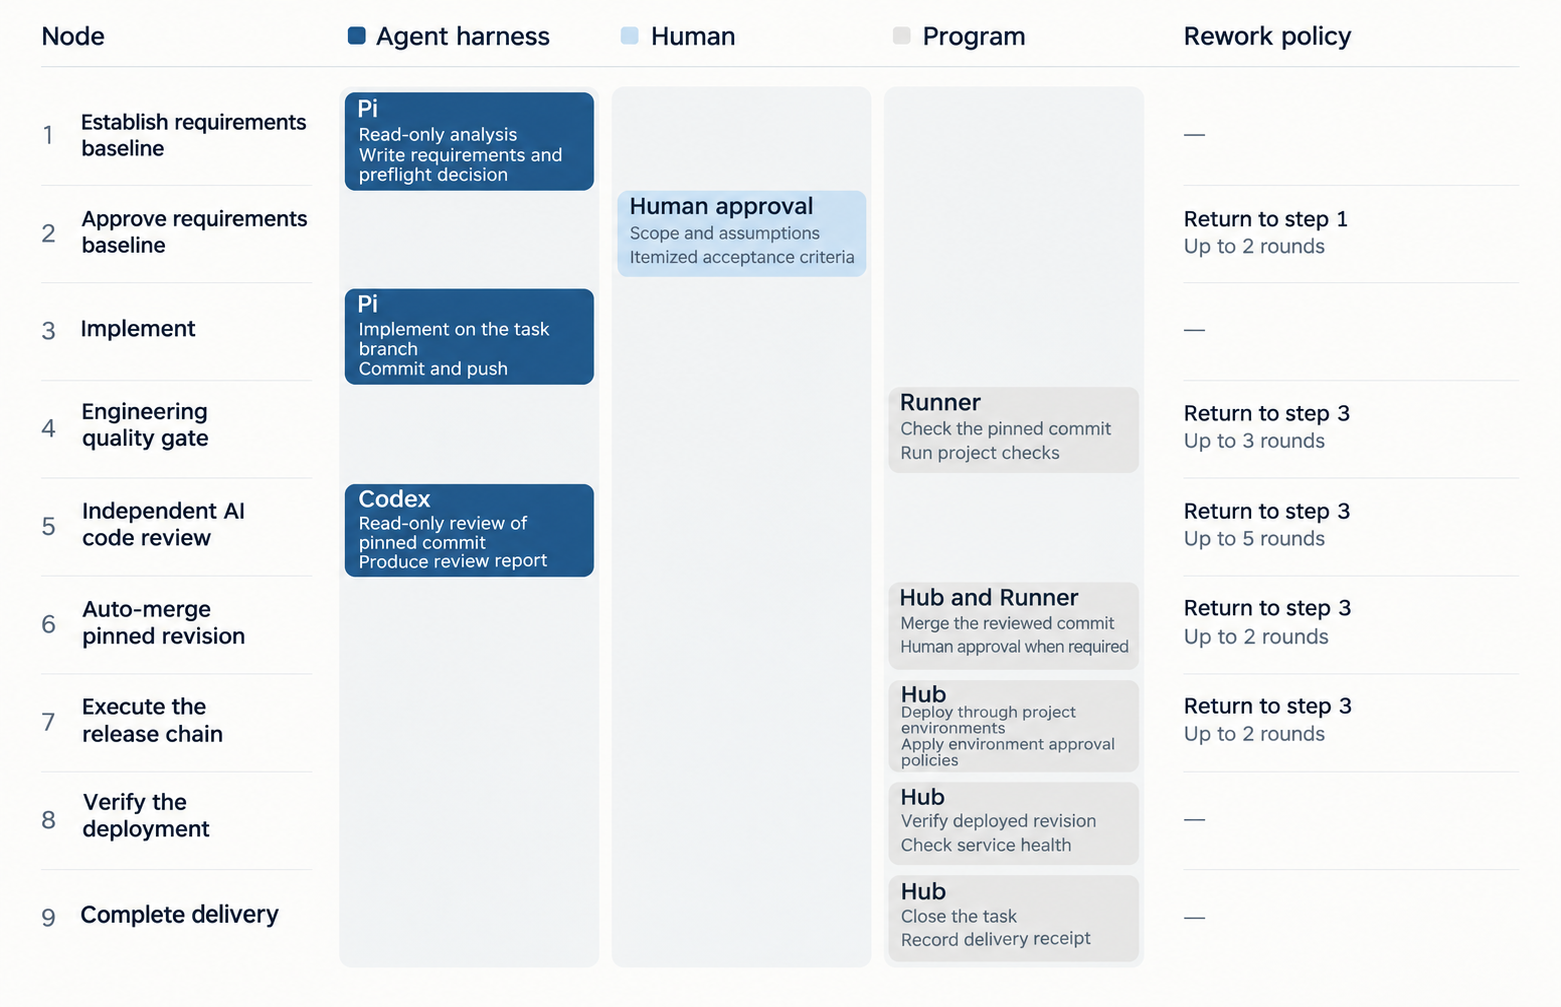 Node
Agent harness
Human
Program
Rework policy
1
Establish requirements
baseline
Pi
Read-only analysis
Write requirements and
preflight decision
—
2
Approve requirements
baseline
Human approval
Scope and assumptions
Itemized acceptance criteria
Return to step 1
Up to 2 rounds
3
Implement
Pi
Implement on the task
branch
Commit and push
—
4
Engineering
quality gate
Runner
Check the pinned commit
Run project checks
Return to step 3
Up to 3 rounds
5
Independent AI
code review
Codex
Read-only review of
pinned commit
Produce review report
Return to step 3
Up to 5 rounds
6
Auto-merge
pinned revision
Hub and Runner
Merge the reviewed commit
Human approval when required
Return to step 3
Up to 2 rounds
7
Execute the
release chain
Hub
Deploy through project
environments
Apply environment approval
policies
Return to step 3
Up to 2 rounds
8
Verify the
deployment
Hub
Verify deployed revision
Check service health
—
9
Complete delivery
Hub
Close the task
Record delivery receipt
—